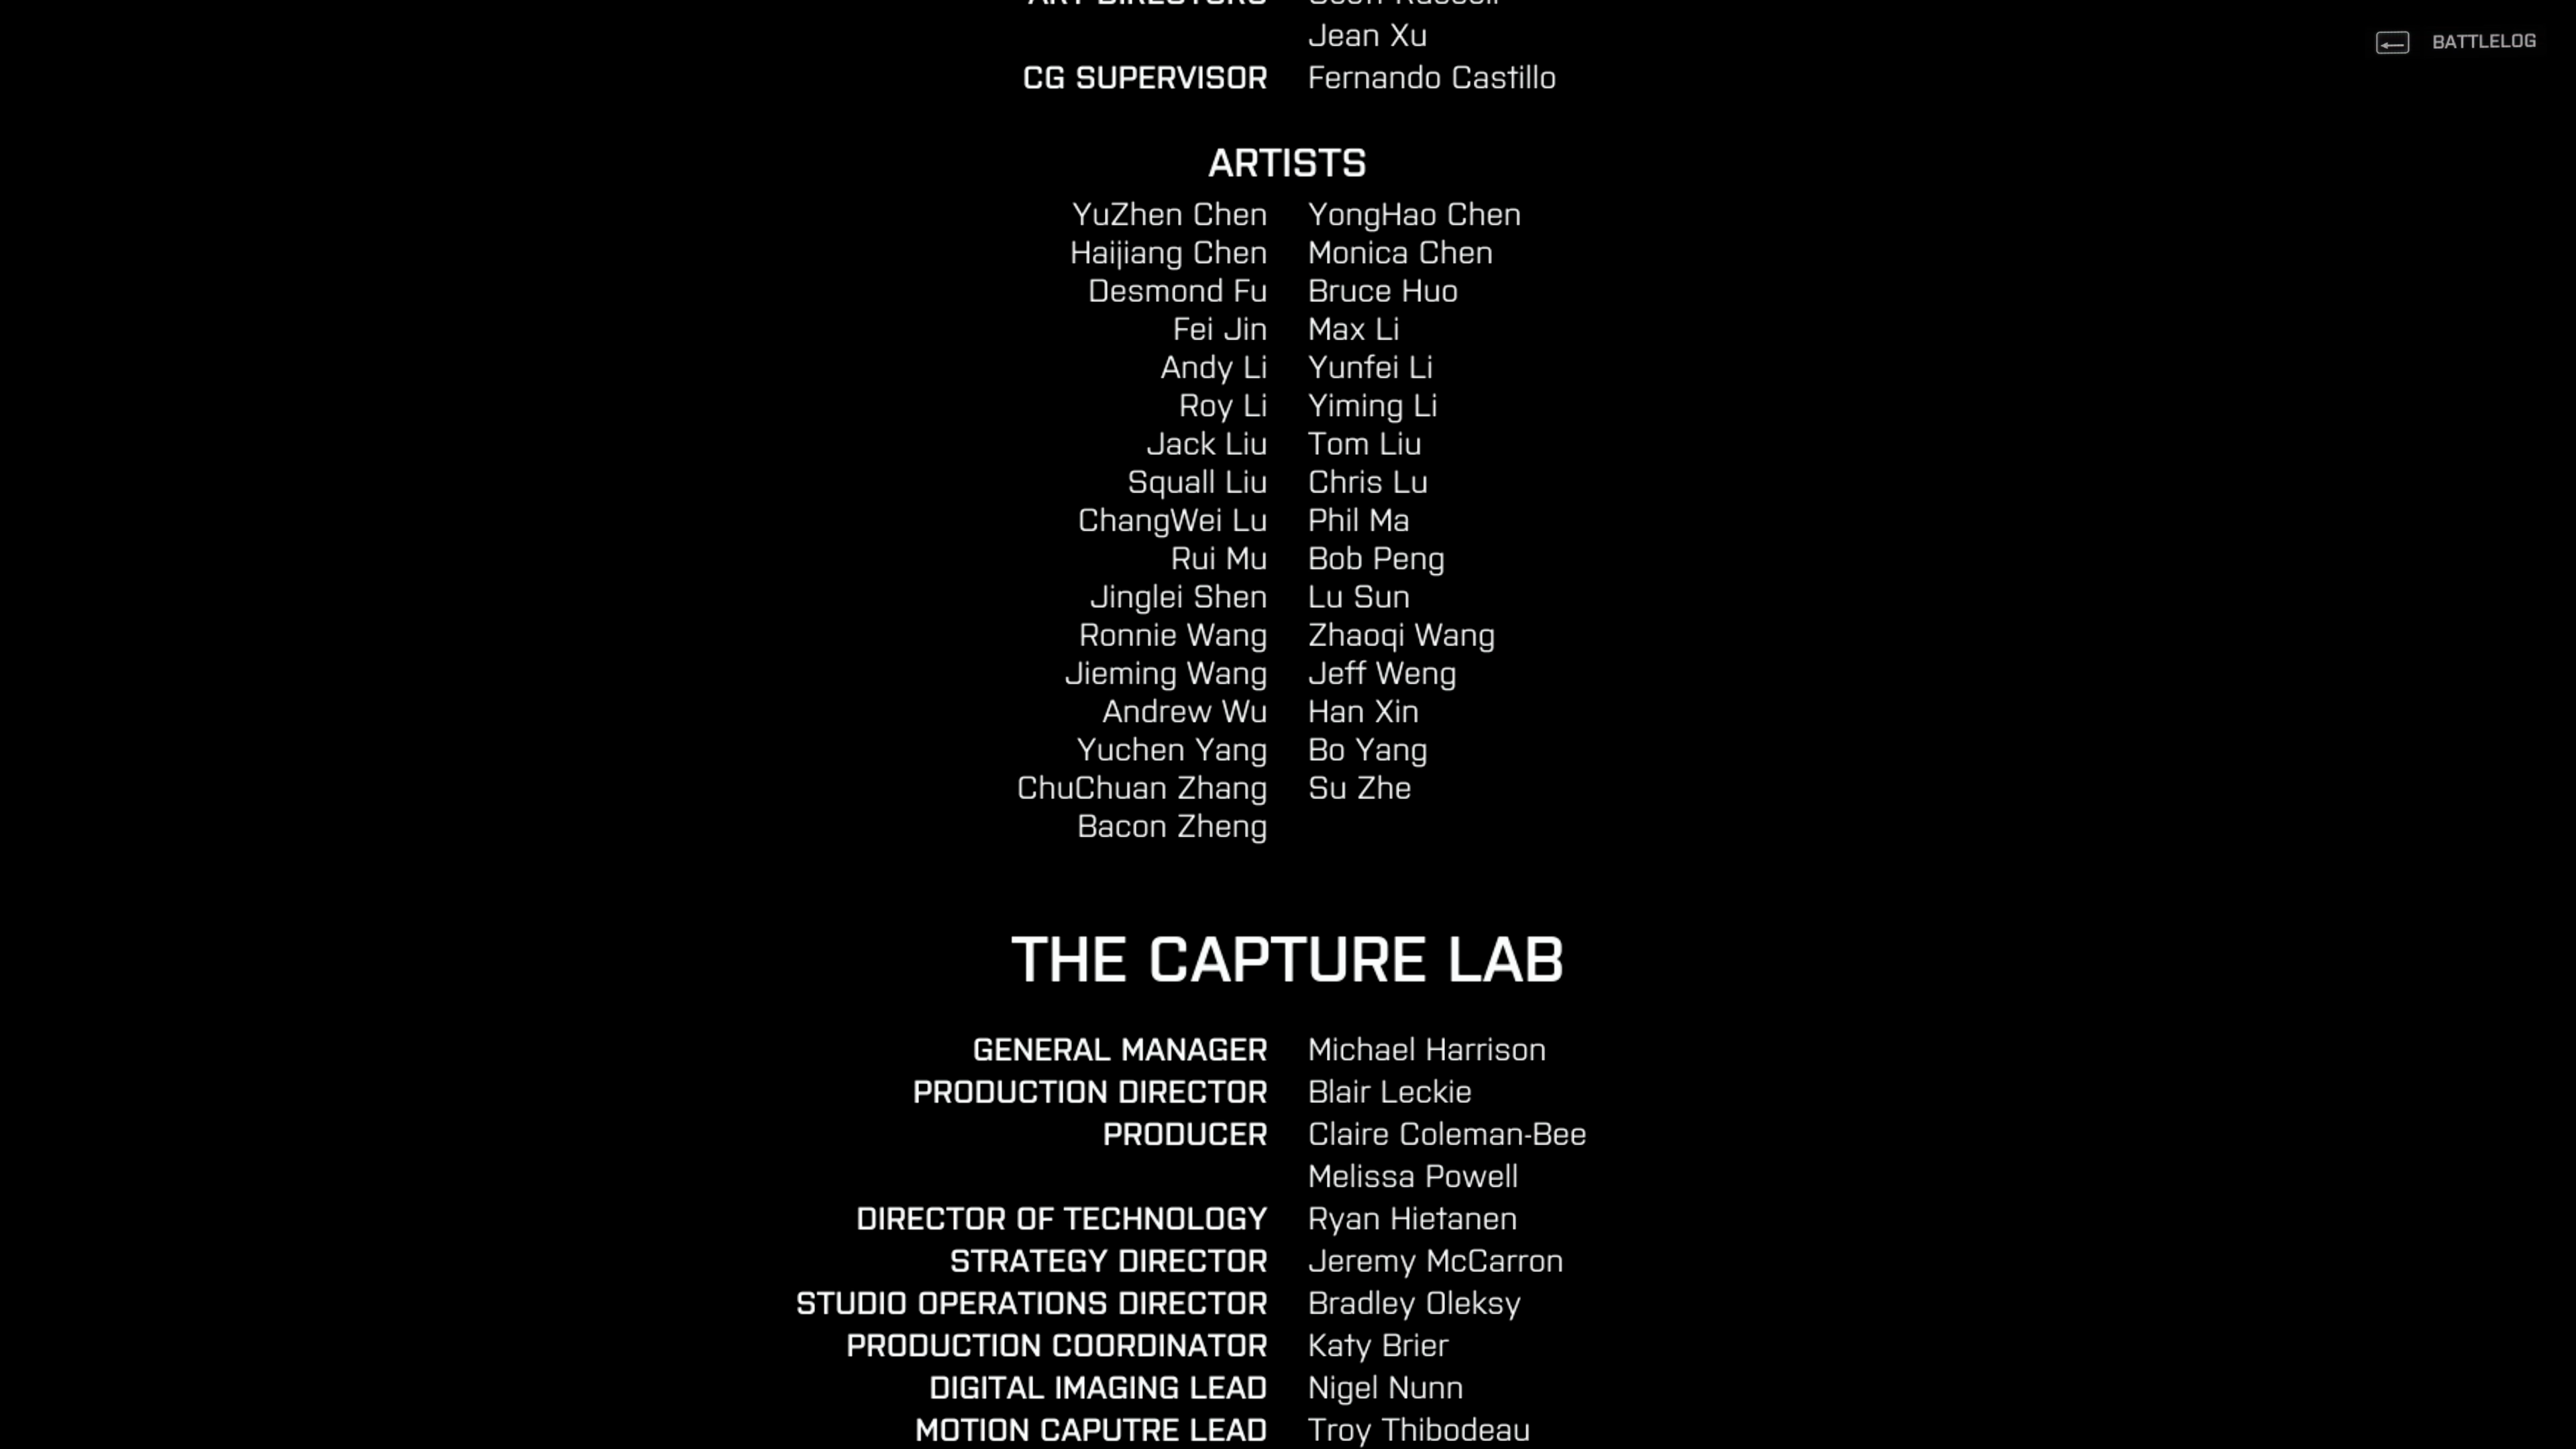 Jean Xu
BATTLELOG
CG SUPERVISOR Fernando Castillo
ARTISTS
YuZhen Chen YongHao Chen
Haijiang Chen Monica Chen
Desmond Fu Bruce Huo
Fei Jin Max Li
Andy Li Yunfei Li
Roy Li Yiming Li
Jack Liu Tom Liu
Squall Liu Chris Lu
ChangWei Lu Phil Ma
Rui Mu Bob Peng
Jinglei Shen Lu Sun
Ronnie Wang Zhaoqi Wang
Jieming Wang Jeff Weng
Andrew Wu Han Xin
Yuchen Yang Bo Yang
ChuChuan Zhang Su Zhe
Bacon Zheng
THE CAPTURE LAB
GENERAL MANAGER Michael Harrison
PRODUCTION DIRECTOR Blair Leckie
PRODUCER Claire Coleman-Bee
Melissa Powell
DIRECTOR OF TECHNOLOGY Ryan Hietanen
STRATEGY DIRECTOR Jeremy McCarron
STUDIO OPERATIONS DIRECTOR Bradley Oleksy
PRODUCTION COORDINATOR Katy Brier
DIGITAL IMAGING LEAD Nigel Nunn
MOTION CAPUTRE LEAD Troy Thibodeau